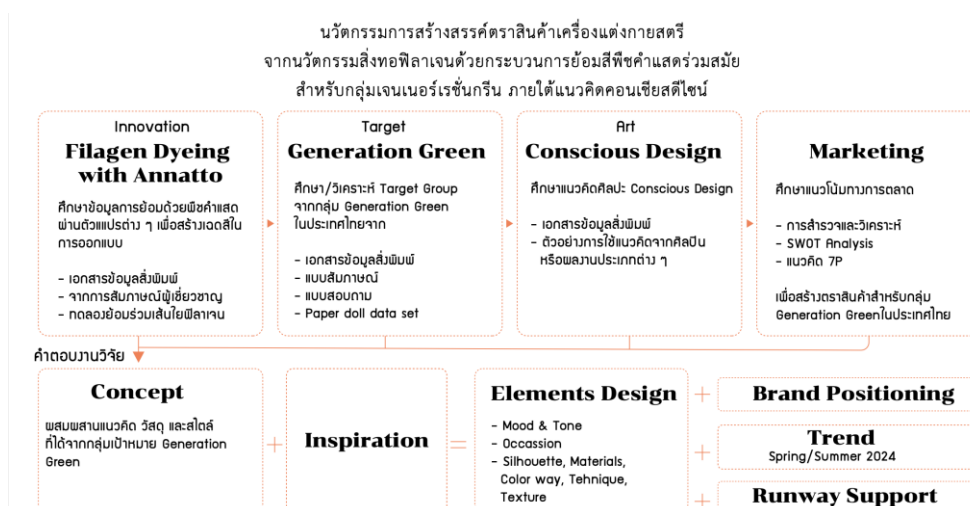 นวัตกรรมการสร้างสรรค์ตราสินค้าเครื่องแต่งกายสตรี
จากนวัตกรรมสิ่งทอฟิลาเจนด้วยกระบวนการย้อมสีพืชคำแสดร่วมสมัย
สำหรับกลุ่มเจนเนอร์เรชั่นกรีน ภายใต้แนวคิดคอนเชียสดีไซน์
Innovation
Filagen Dyeing
with Annatto
ศึกษาข้อมูลการย้อมด้วยพืชคำแสด
ผ่านตัวแแปรต่าง ๆ เพื่อสร้างเฉดสีใน
การออกแบบ
- เอกสารข้อมูลสิ่งพิมพ์
- จากการสัมภาษณ์ผู้เชี่ยวชาญ
- ทดลองย้อมร่วมเส้นใยฟิลาเจน
Target
Generation Green
ศึกษา/วิเคราะห์ Target Group
จากกลุ่ม Generation Green
ในประเทศไทยจาก
- เอกสารข้อมูลสิ่งพิมพ์
- แบบสัมภาษณ์
- แบบสอบถาม
- Paper doll data set
Art
Conscious Design
ศึกษาแนวคิดศิลปะ Conscious Design
- เอกสารข้อมูลสิ่งพิมพ์
- ตัวอย่างการใช้แนวคิดจากศิลปิน
หรือผลงานประเภทต่าง ๆ
Marketing
ศึกษาแนวโน้มทางการตลาด
- การสำรวจและวิเคราะห์
- SWOT Analysis
- แนวคิด 7P
เพื่อสร้างตราสินค้าสำหรับกลุ่ม
Generation Greenในประเทศไทย
คำตอบงานวิจัย
Concept
ผสมผสานแนวคิด วัสดุ และสไตล์
ที่ได้จากกลุ่มเป้าหมาย Generation
Green
+
Inspiration
=
Elements Design
- Mood & Tone
- Occassion
- Silhouette, Materials,
Color way, Tehnique,
Texture
+
Brand Positioning
+
Trend
Spring/Summer 2024
+
Runway Support